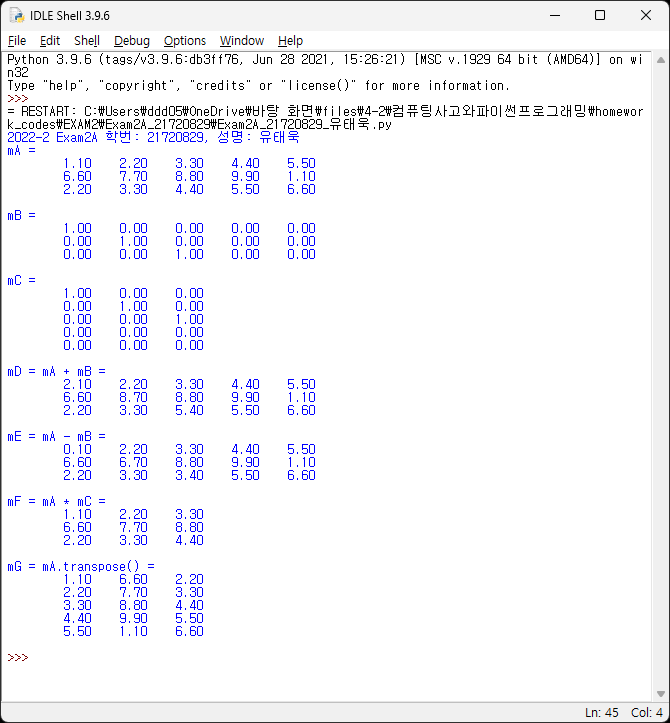 IDLE Shell 3.9.6
File Edit Shell Debug Options Window Help
Python 3.9.6 (tags/v3.9.6:db3ff76, Jun 28 2021, 15:26:21) [MSC v.1929 64 bit (AMD64)] on wi
n32
Type "help", "copyright", "credits" or "license()" for more information.
>>>
= RESTART: C:₩Users₩ddd05₩OneDrive₩바탕 화면₩files₩4-2₩컴퓨팅사고와파이썬프로그래밍₩homewor
k_codes₩EXAM2₩Exam2A_21720829₩Exam2A_21720829_유태욱.py
2022-2 Exam2A 학번: 21720829, 성명: 유태욱
mA =
1.10 2.20 3.30 4.40 5.50
6.60 7.70 8.80 9.90 1.10
2.20 3.30 4.40 5.50 6.60
mB =
1.00 0.00 0.00 0.00 0.00
0.00 1.00 0.00 0.00 0.00
0.00 0.00 1.00 0.00 0.00
mC =
1.00 0.00 0.00
0.00 1.00 0.00
0.00 0.00 1.00
0.00 0.00 0.00
0.00 0.00 0.00
mD = mA + mB =
2.10 2.20 3.30 4.40 5.50
6.60 8.70 8.80 9.90 1.10
2.20 3.30 5.40 5.50 6.60
mE = mA - mB =
0.10 2.20 3.30 4.40 5.50
6.60 6.70 8.80 9.90 1.10
2.20 3.30 3.40 5.50 6.60
mF = mA * mC =
1.10 2.20 3.30
6.60 7.70 8.80
2.20 3.30 4.40
mG = mA.transpose() =
1.10 6.60 2.20
2.20 7.70 3.30
3.30 8.80 4.40
4.40 9.90 5.50
5.50 1.10 6.60
>>>
Ln: 45 Col: 4